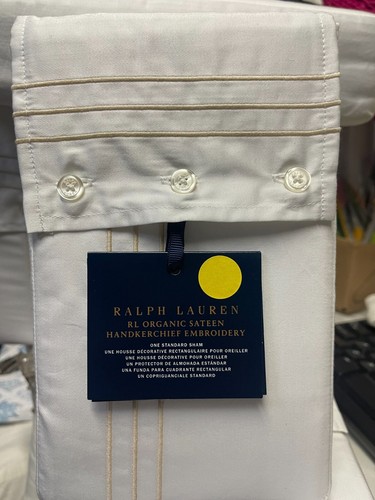 RALPH LAUREN
RL ORGANIC SATEEN
HANDKERCHIEF EMBROIDERY
ONE STANDARD SHAM
UNE HOUSSE DÉCORATIVE RECTANGULAIRE POUR OREILLER
UNE HOUSSE DÉCORATIVE POUR OREILLER
UN PROTECTOR DE ALMOHADA ESTÁNDAR
UNA FUNDA PARA CUADRANTE RECTANGULAR
UN COPRIGUANCIALE STANDARD